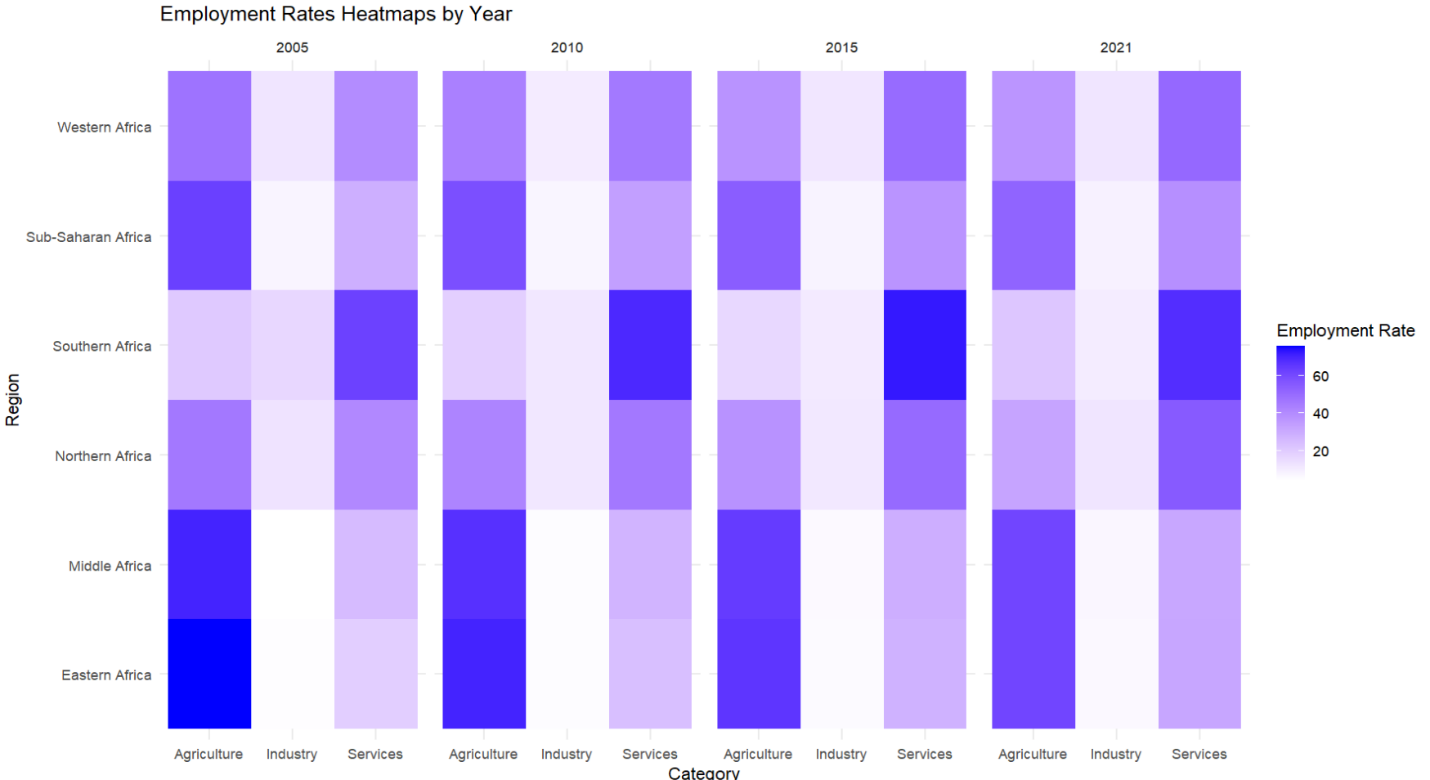 Employment Rates Heatmaps by Year
2005 2010 2015 2021
Western Africa
Sub-Saharan Africa
Southern Africa
Northern Africa
Middle Africa
Eastern Africa
Region
Agriculture Industry Services Agriculture Industry Services Agriculture Industry Services Agriculture Industry Services
Category
Employment Rate
60
40
20